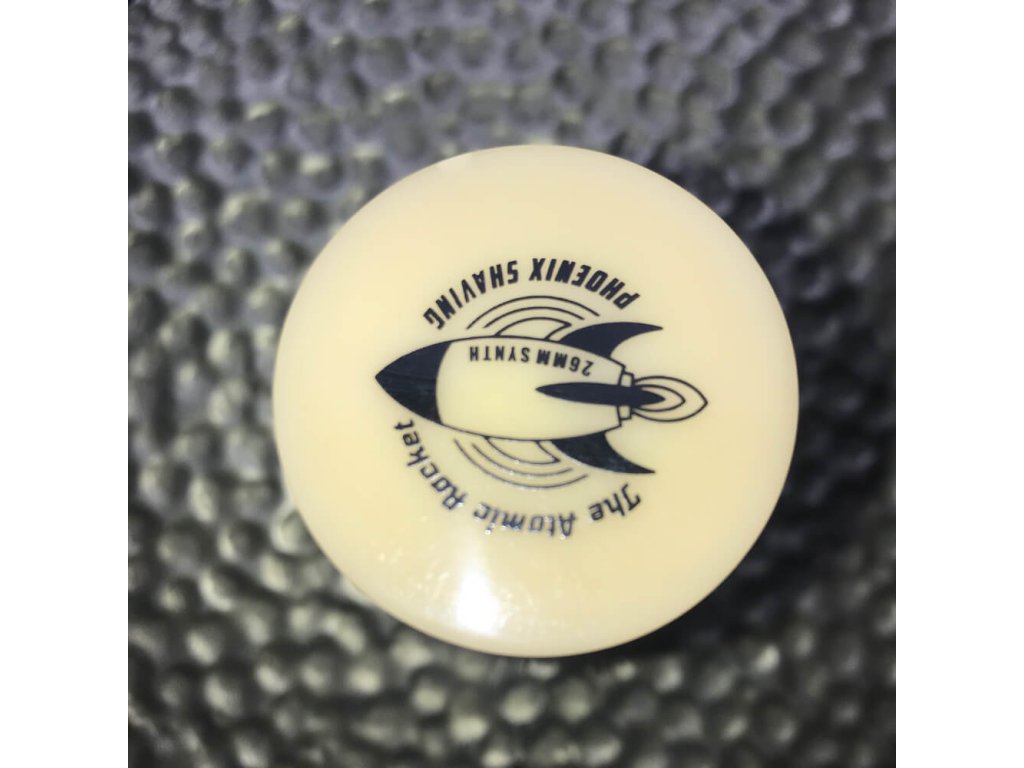 The Atomic Rocket
26MM SYNTH
PHOENIX SHAVING